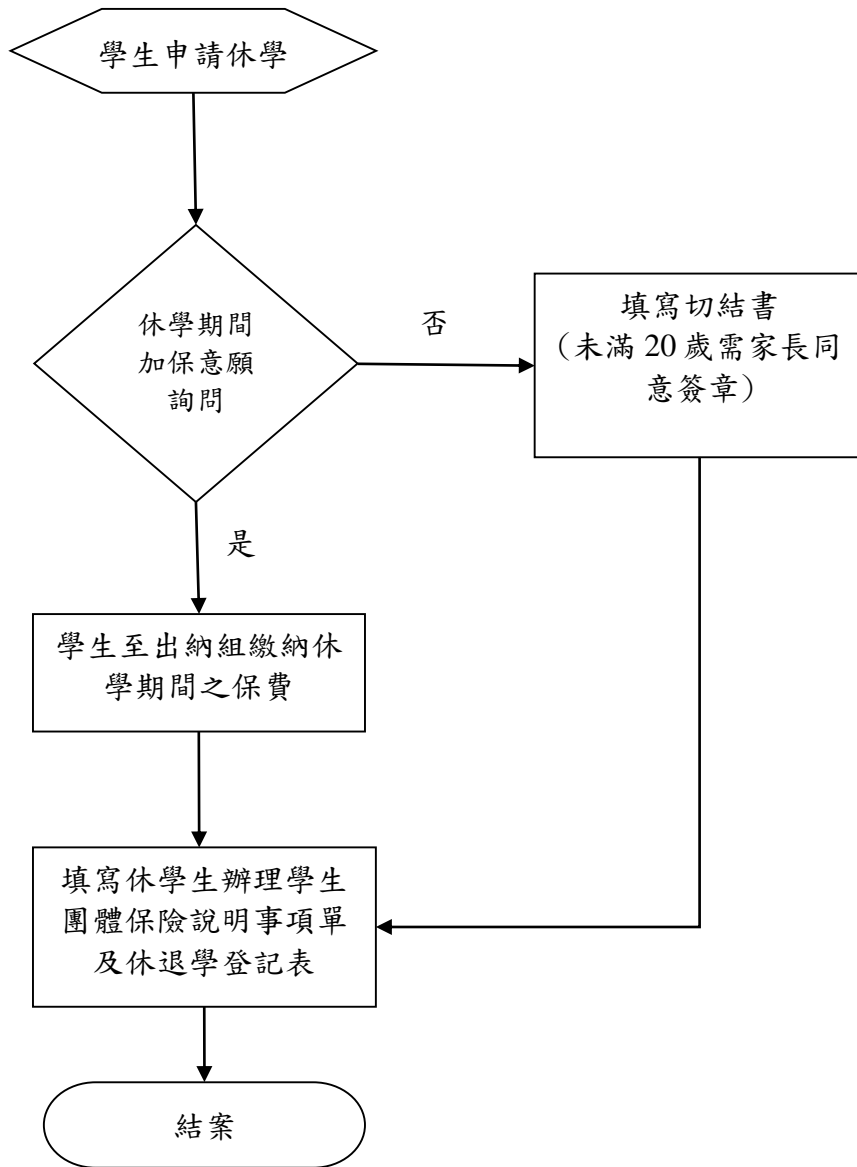 學生申請休學
休學期間
加保意願
詢問
否
填寫切結書
（未滿 20 歲需家長同
意簽章）
是
學生至出納組繳納休
學期間之保費
填寫休學生辦理學生
團體保險說明事項單
及休退學登記表
結案